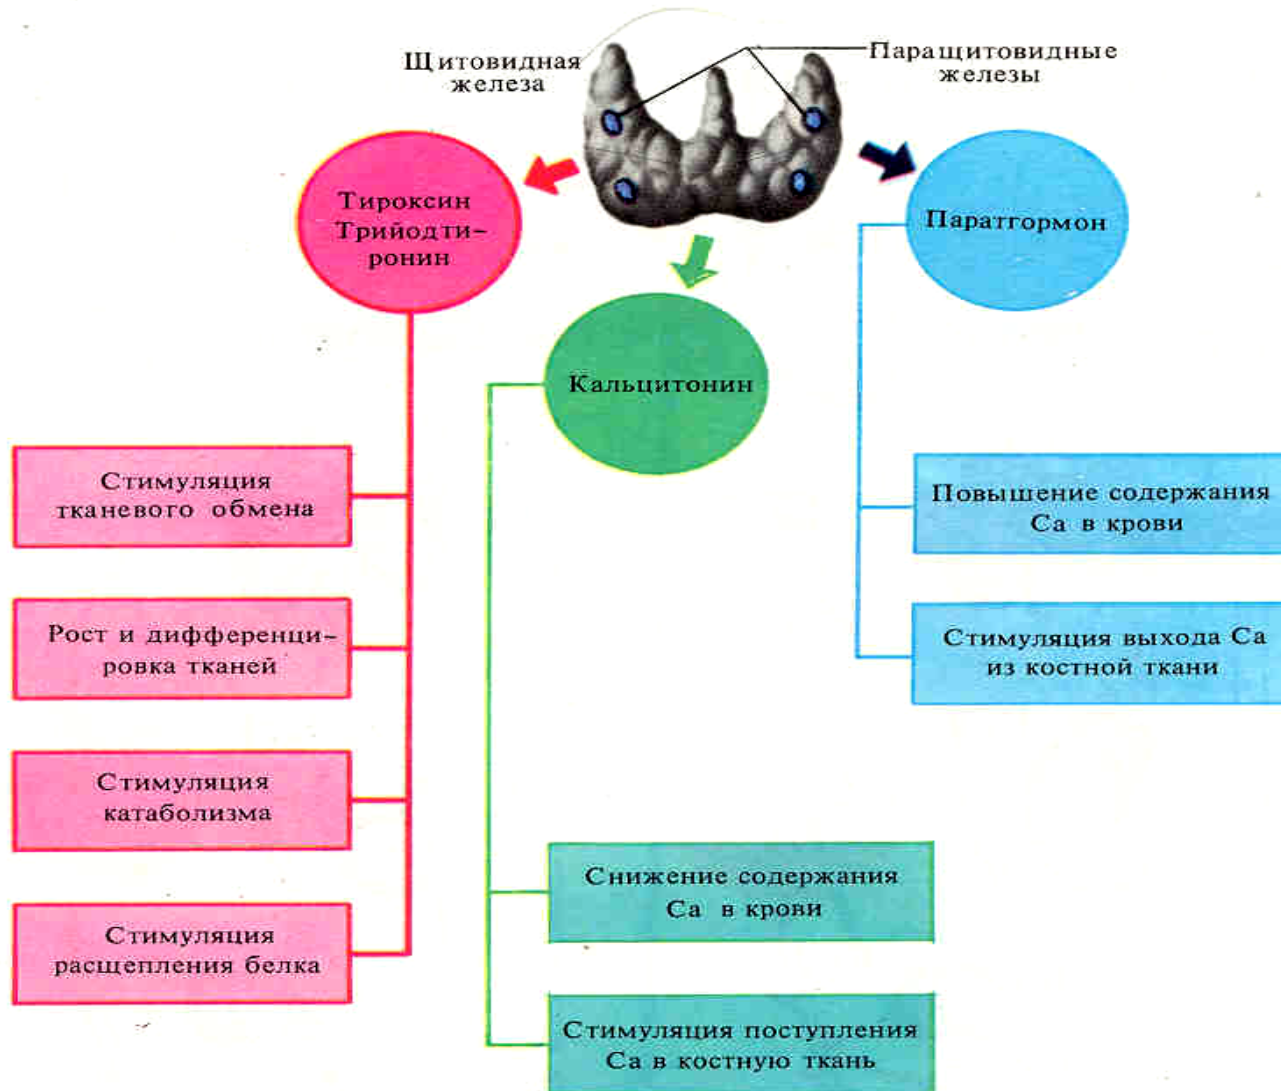 Щитовидная
железа
Паращитовидные
железы
Тироксин
Трийодти-
ронин
Паратгормон
Кальцитонин
Стимуляция
тканевого обмена
Рост и дифференци-
ровка тканей
Стимуляция
катаболизма
Стимуляция
расщепления белка
Повышение содержания
Са в крови
Стимуляция выхода Са
из костной ткани
Снижение содержания
Са в крови
Стимуляция поступления
Са в костную ткань